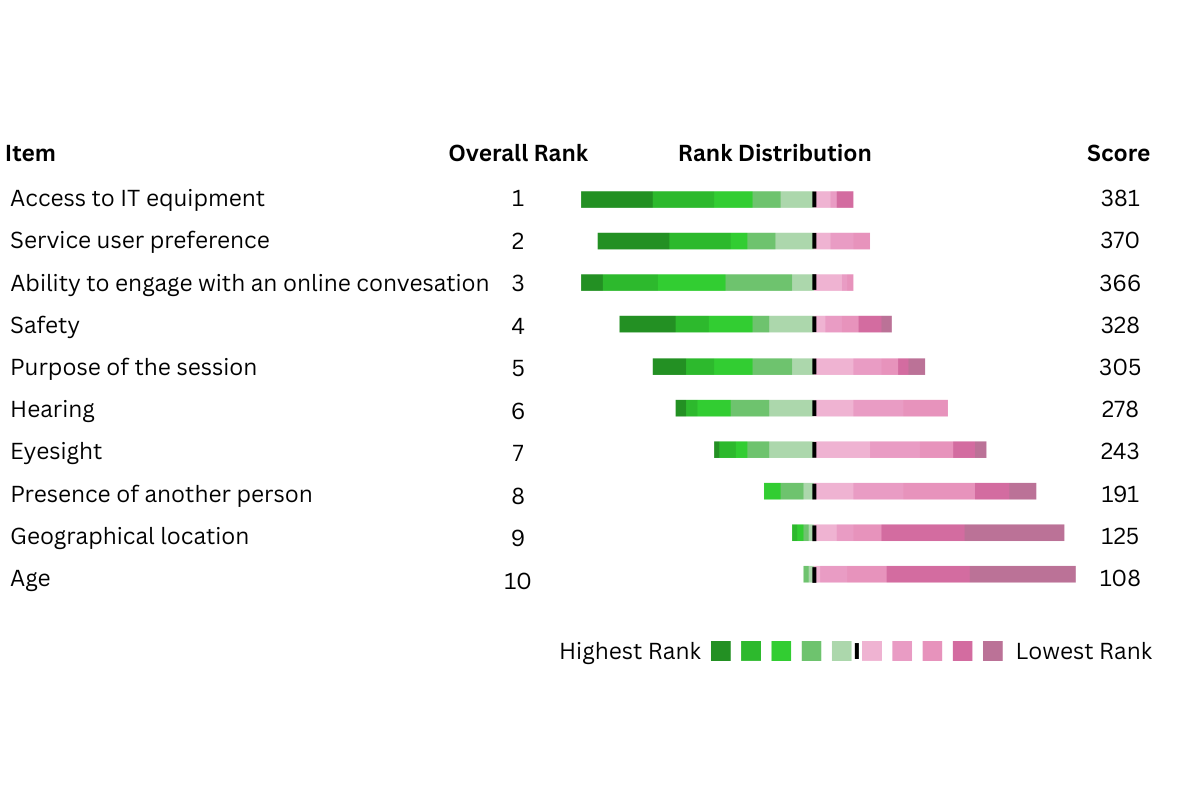 Item Overall Rank Rank Distribution Score
Access to IT equipment 1 381
Service user preference 2 370
Ability to engage with an online convesation 3 366
Safety 4 328
Purpose of the session 5 305
Hearing 6 278
Eyesight 7 243
Presence of another person 8 191
Geographical location 9 125
Age 10 108
Highest Rank Lowest Rank